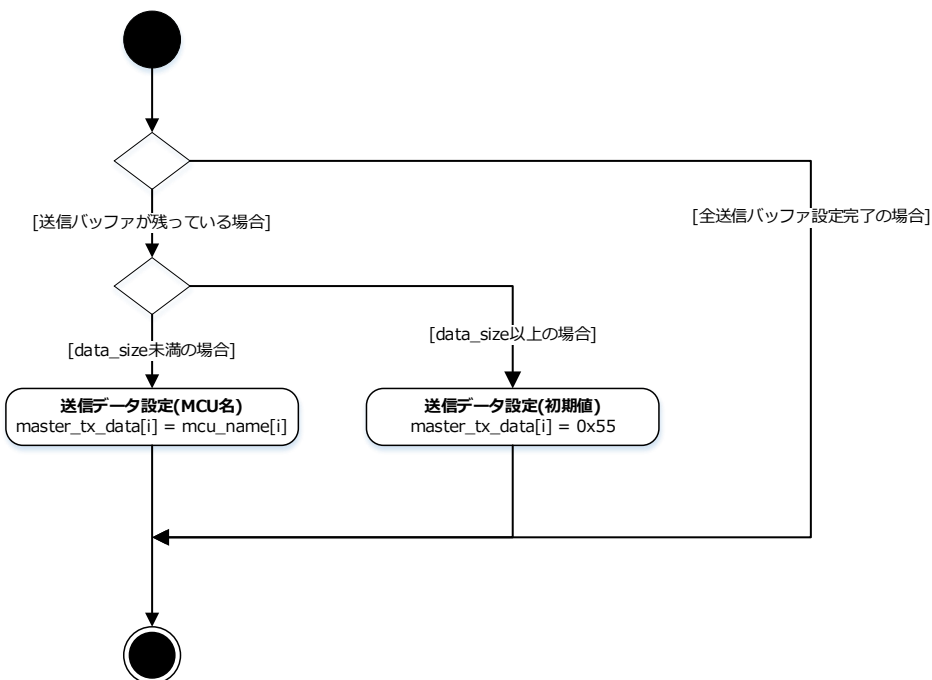 [送信バッファが残っている場合]
[全送信バッファ設定完了の場合]
[data_size未満の場合]
[data_size以上の場合]
送信データ設定(MCU名)
master_tx_data[i] = mcu_name[i]
送信データ設定(初期値)
master_tx_data[i] = 0x55